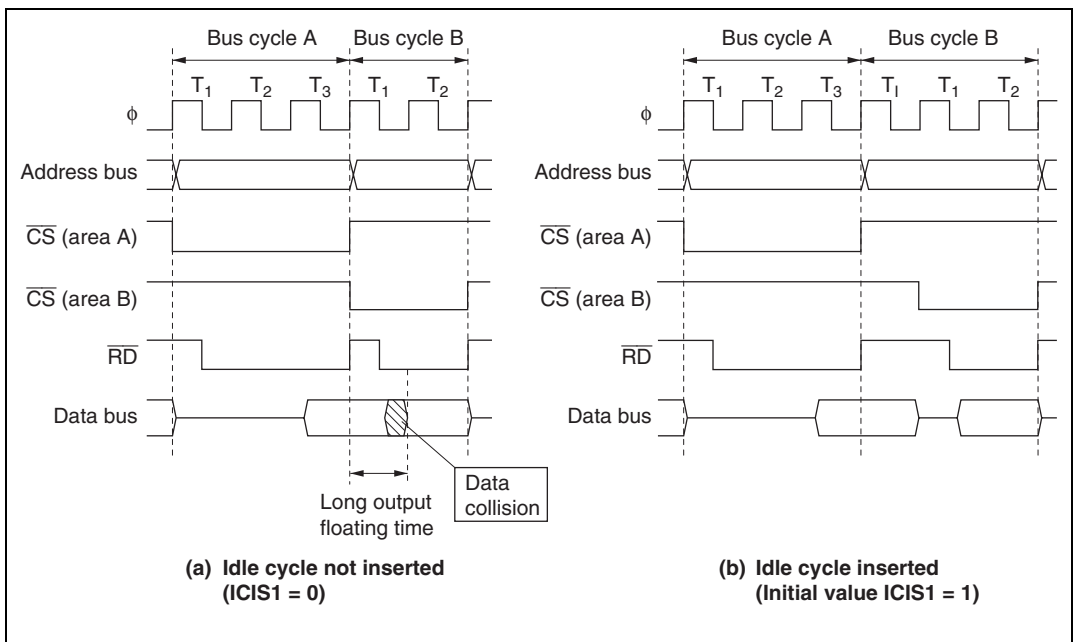 Bus cycle A Bus cycle B
T1 T2 T3 T1 T2
ϕ
Address bus
CS (area A)
CS (area B)
RD
Data bus
Long output
floating time
Data
collision
(a) Idle cycle not inserted
(ICIS1 = 0)
Bus cycle A Bus cycle B
T1 T2 T3 TI T1 T2
ϕ
Address bus
CS (area A)
CS (area B)
RD
Data bus
(b) Idle cycle inserted
(Initial value ICIS1 = 1)